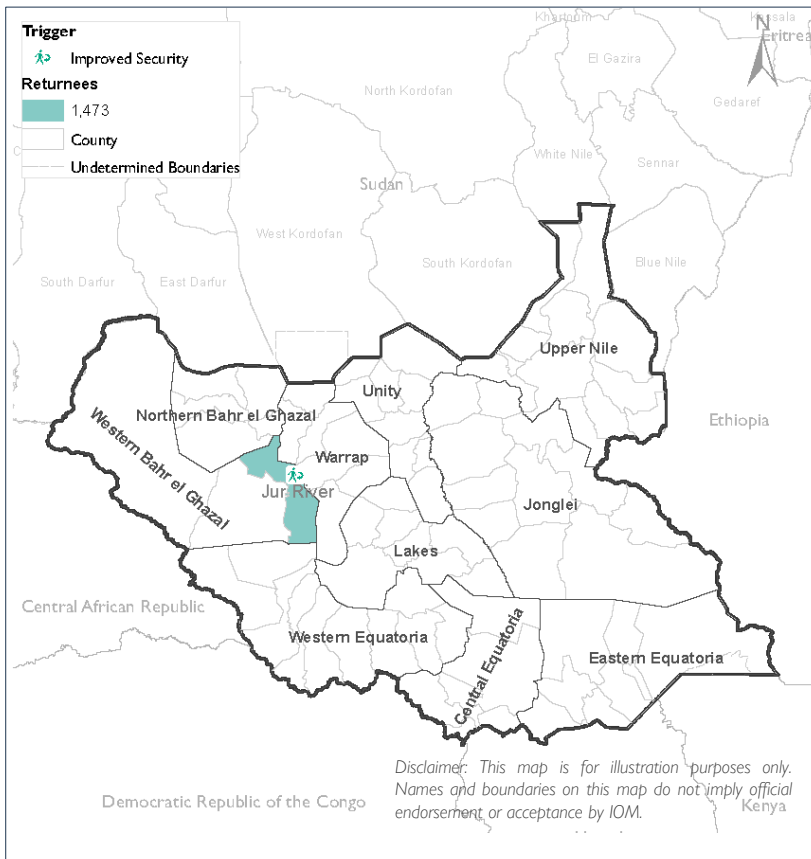 Trigger
Improved Security
Returnees
1,473
County
Undetermined Boundaries
Khartoum
Kassala
N
Eritrea
El Gazira
North Kordofan
Gedaref
White Nile
Sennar
Sudan
West Kordofan
South Kordofan
Blue Nile
South Darfur
East Darfur
Upper Nile
Unity
Northern Bahr el Ghazal
Ethiopia
Western Bahr el Ghazal
Warrap
Jur River
Jonglei
Lakes
Central African Republic
Western Equatoria
Central Equatoria
Eastern Equatoria
Disclaimer: This map is for illustration purposes only.
Names and boundaries on this map do not imply official
endorsement or acceptance by IOM.
Democratic Republic of the Congo
Kenya